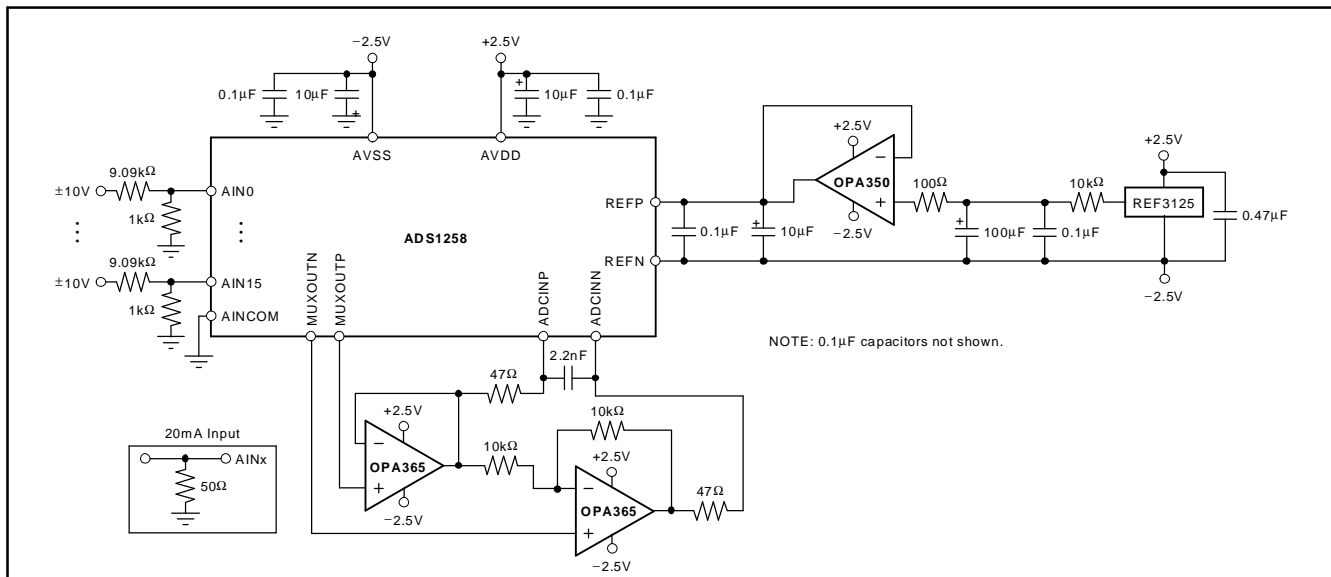 −2.5V
+2.5V
0.1µF
10µF
+
+
10µF
0.1µF
AVSS
AVDD
9.09kΩ
±10V
AIN0
1kΩ
⋮
⋮
9.09kΩ
±10V
AIN15
1kΩ
AINCOM
ADS1258
MUXOUTN
MUXOUTP
ADCINP
ADCINN
REFP
REFN
0.1µF
+
10µF
+2.5V
−
OPA350
+
−2.5V
100Ω
+
100µF
0.1µF
10kΩ
+2.5V
REF3125
0.47µF
−2.5V
NOTE: 0.1µF capacitors not shown.
2.2nF
47Ω
+2.5V
−
OPA365
+
−2.5V
10kΩ
10kΩ
+2.5V
−
OPA365
+
−2.5V
47Ω
20mA Input
AINx
50Ω